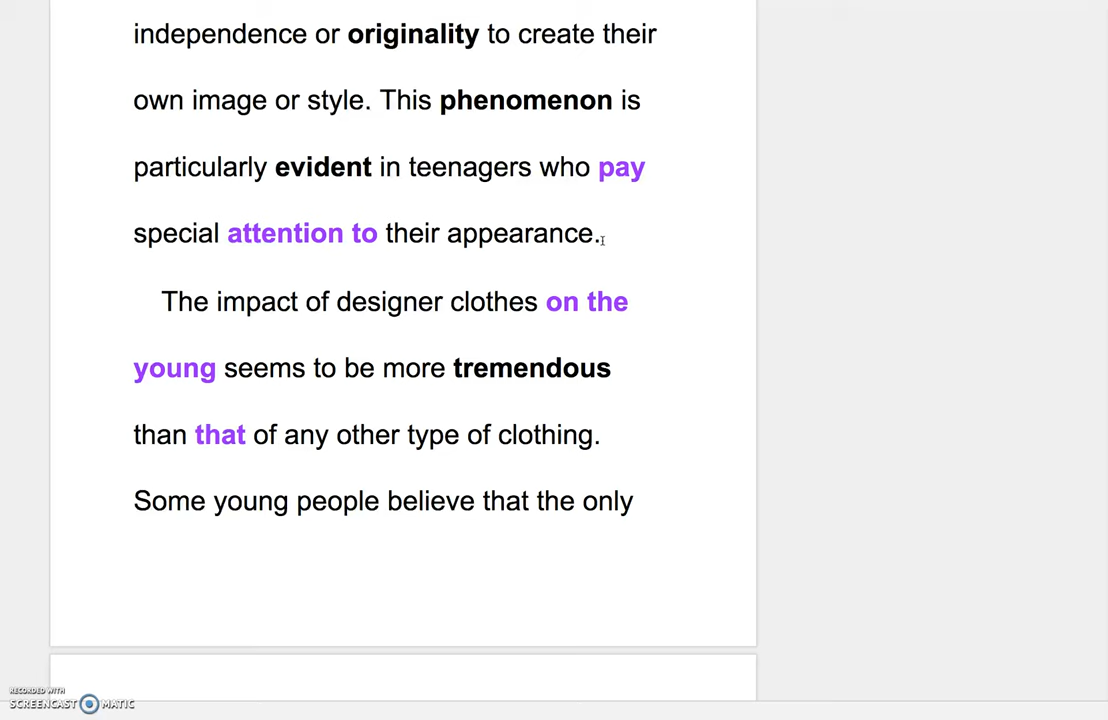 independence or originality to create their
own image or style. This phenomenon is
particularly evident in teenagers who pay
special attention to their appearance.
The impact of designer clothes on the
young seems to be more tremendous
than that of any other type of clothing.
Some young people believe that the only
RECORDED WITH
SCREENCAST MATIC